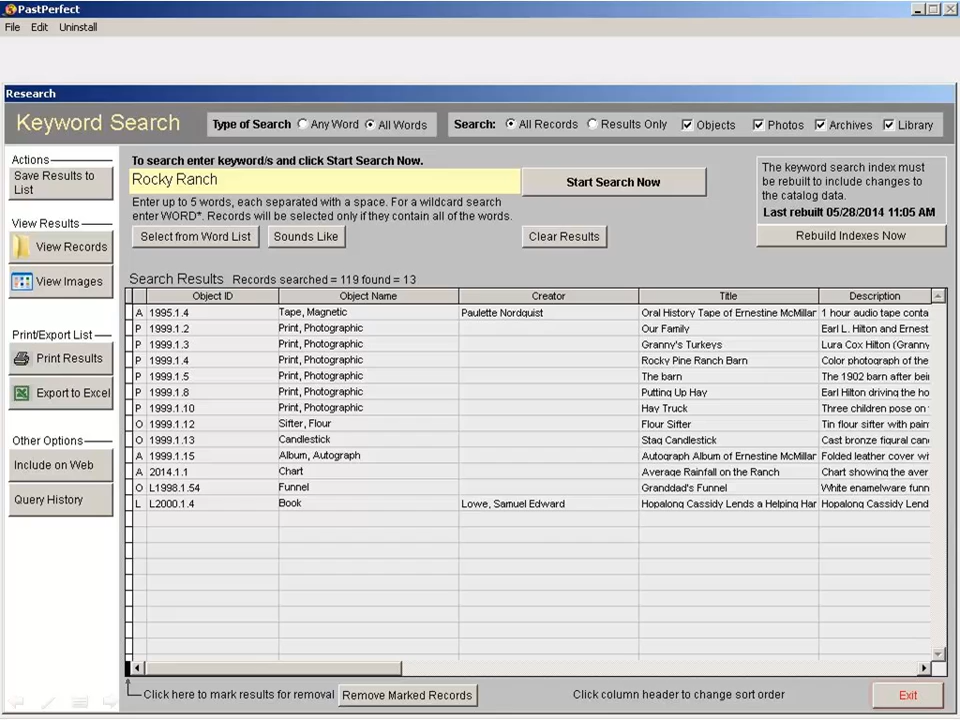 PastPerfect
File Edit Uninstall
Research
Keyword Search
Type of Search Any Word All Words
Search: All Records Results Only Objects Photos Archives Library
Actions
Save Results to
List
View Results
View Records
View Images
Print/Export List
Print Results
Export to Excel
Other Options
Include on Web
Query History
To search enter keyword/s and click Start Search Now.
Rocky Ranch
Start Search Now
Enter up to 5 words, each separated with a space. For a wildcard search
enter WORD*. Records will be selected only if they contain all of the words.
Select from Word List Sounds Like Clear Results
The keyword search index must
be rebuilt to include changes to
the catalog data.
Last rebuilt 05/28/2014 11:05 AM
Rebuild Indexes Now
Search Results Records searched = 119 found = 13
Object ID Object Name Creator Title Description
A 1995.1.4 Tape, Magnetic Paulette Nordquist Oral History Tape of Ernestine McMillar 1 hour audio tape conta
P 1999.1.2 Print, Photographic Our Family Earl L. Hilton and Ernest
P 1999.1.3 Print, Photographic Granny's Turkeys Lura Cox Hilton (Granny
P 1999.1.4 Print, Photographic Rocky Pine Ranch Barn Color photograph of the
P 1999.1.5 Print, Photographic The barn The 1902 barn after bein
P 1999.1.8 Print, Photographic Putting Up Hay Earl Hilton driving the ho
P 1999.1.10 Print, Photographic Hay Truck Three children pose on
O 1999.1.12 Sifter, Flour Flour Sifter Tin flour sifter with pain
O 1999.1.13 Candlestick Stag Candlestick Cast bronze figural cani
A 1999.1.15 Album, Autograph Autograph Album of Ernestine McMillar Folded leather cover wi
A 2014.1.1 Chart Average Rainfall on the Ranch Chart showing the aver
O L1998.1.54 Funnel Granddad's Funnel White enamelware funn
L L2000.1.4 Book Lowe, Samuel Edward Hopalong Cassidy Lends a Helping Har Hopalong Cassidy Lend
Click here to mark results for removal Remove Marked Records Click column header to change sort order Exit